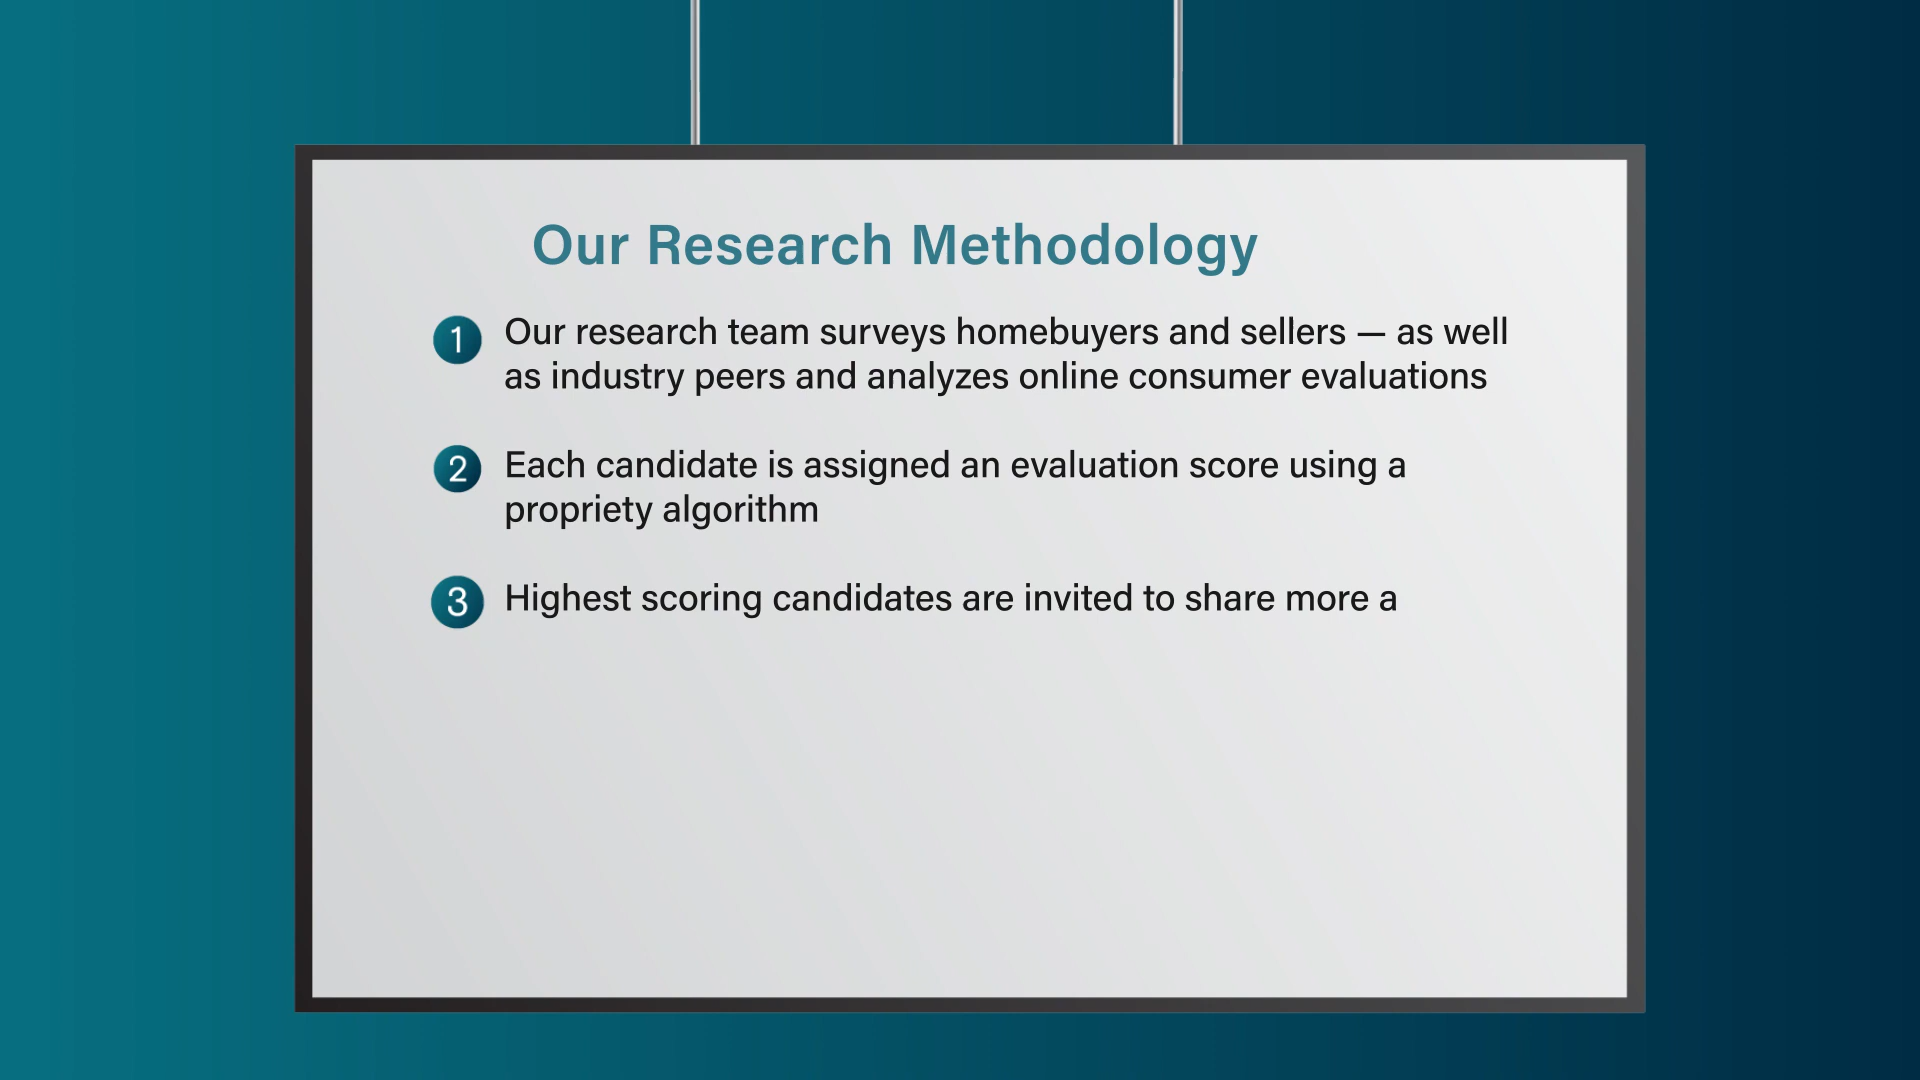 Our Research Methodology
1 Our research team surveys homebuyers and sellers — as well
as industry peers and analyzes online consumer evaluations
2 Each candidate is assigned an evaluation score using a
propriety algorithm
3 Highest scoring candidates are invited to share more a